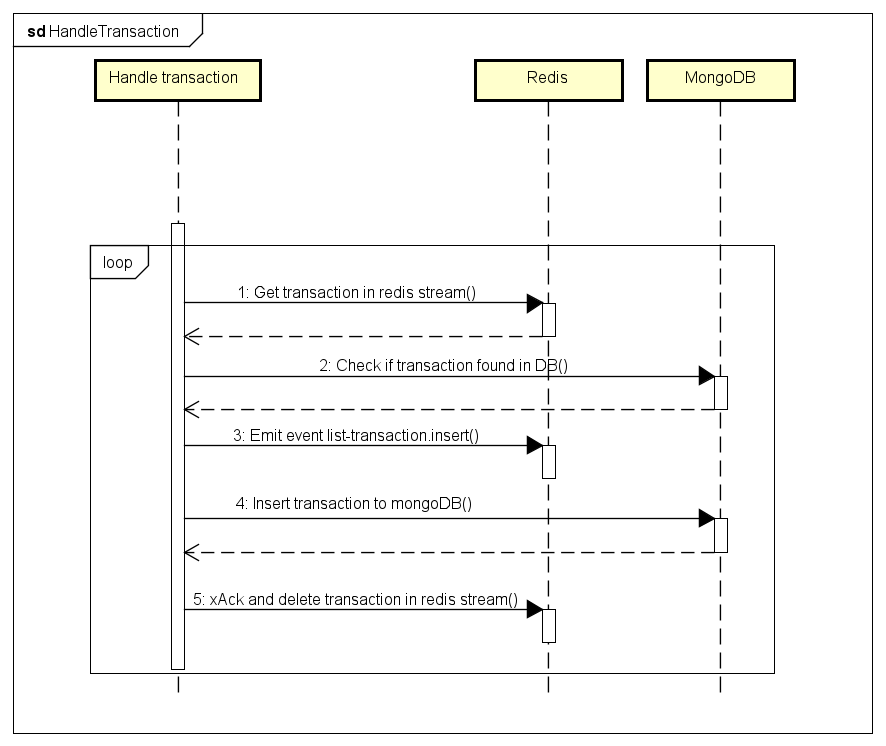 sd HandleTransaction
Handle transaction
Redis
MongoDB
loop
1: Get transaction in redis stream()
2: Check if transaction found in DB()
3: Emit event list-transaction.insert()
4: Insert transaction to mongoDB()
5: xAck and delete transaction in redis stream()